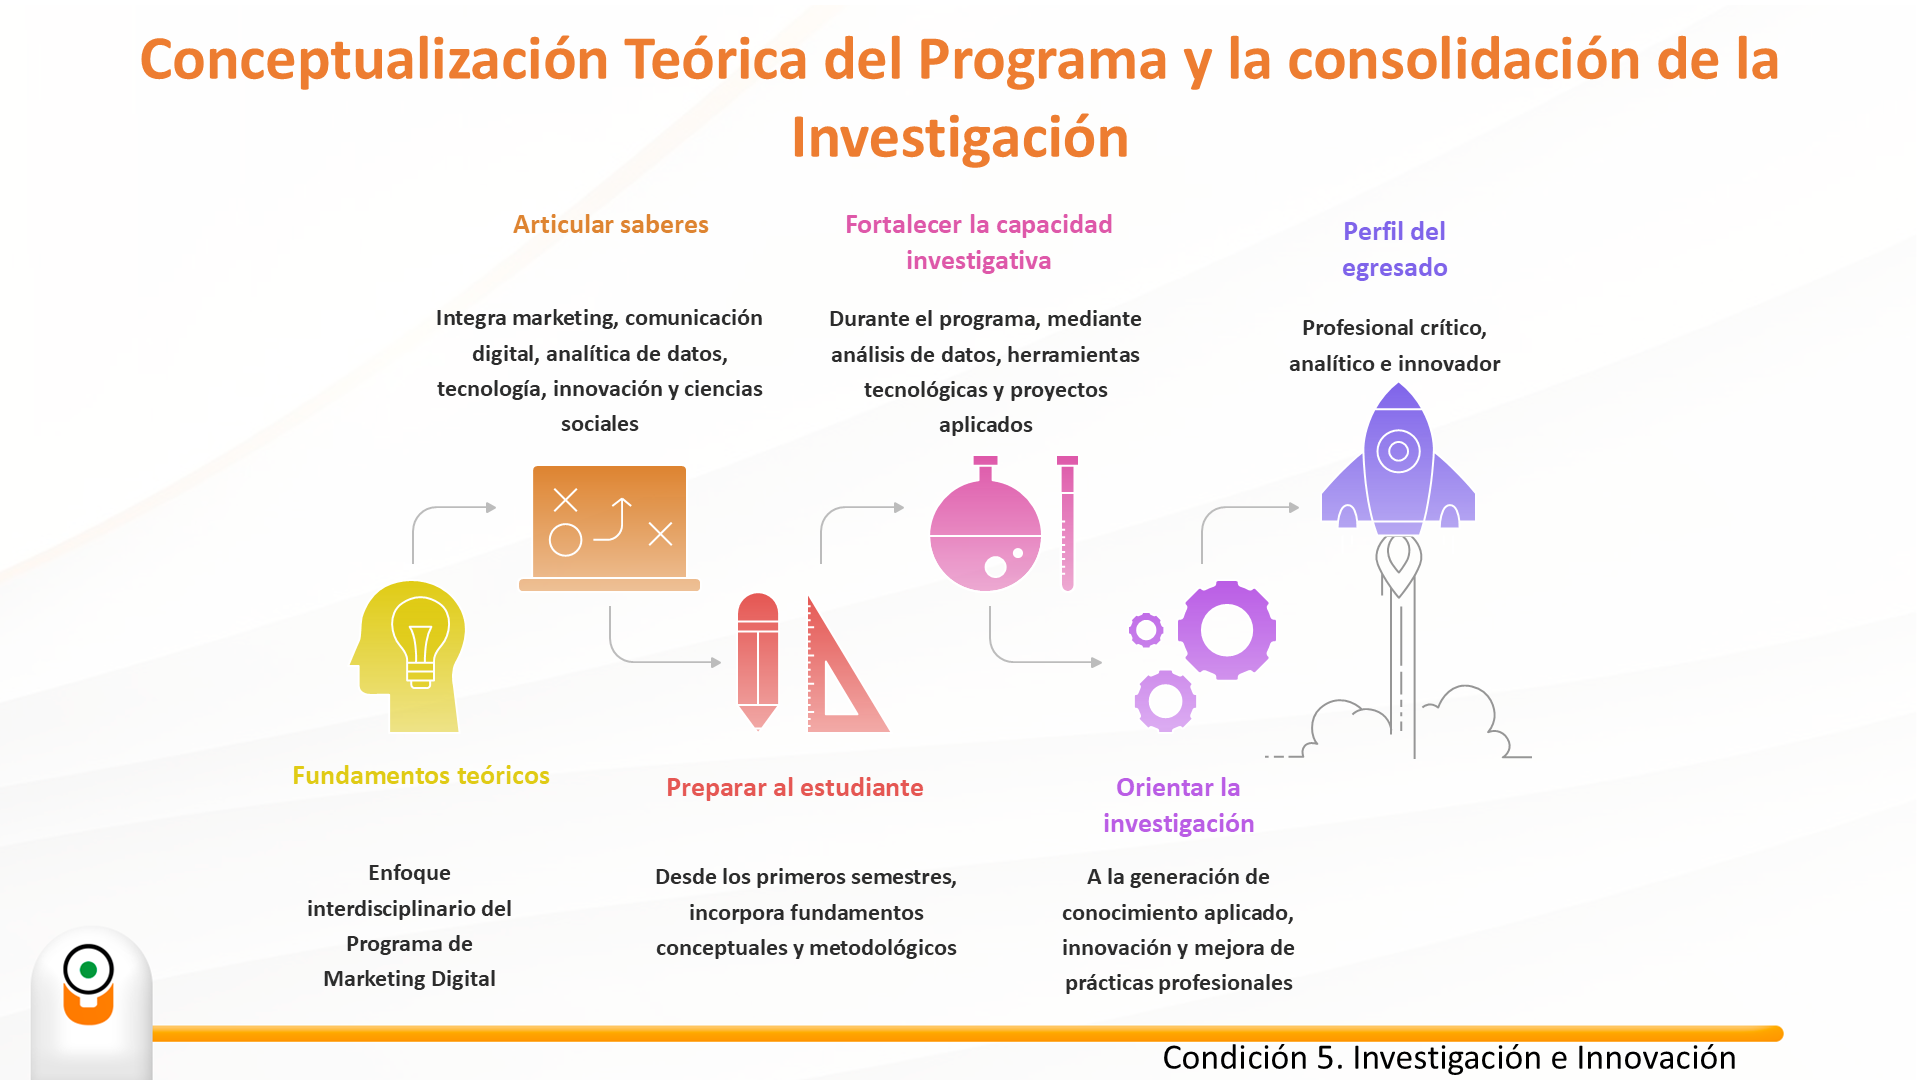 Conceptualización Teórica del Programa y la consolidación de la
Investigación
Articular saberes
Integra marketing, comunicación
digital, analítica de datos,
tecnología, innovación y ciencias
sociales
Fortalecer la capacidad
investigativa
Durante el programa, mediante
análisis de datos, herramientas
tecnológicas y proyectos
aplicados
Perfil del
egresado
Profesional crítico,
analítico e innovador
Fundamentos teóricos
Enfoque
interdisciplinario del
Programa de
Marketing Digital
Preparar al estudiante
Desde los primeros semestres,
incorpora fundamentos
conceptuales y metodológicos
Orientar la
investigación
A la generación de
conocimiento aplicado,
innovación y mejora de
prácticas profesionales
Condición 5. Investigación e Innovación